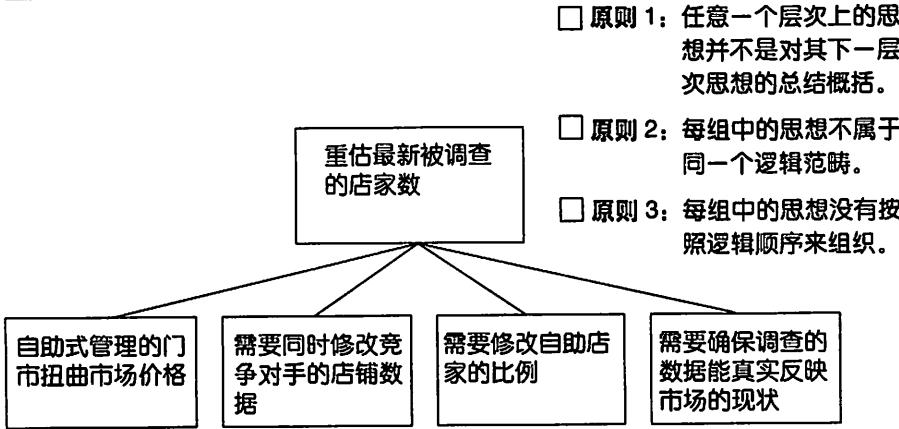 □ 原则 1：任意一个层次上的思
想并不是对其下一层
次思想的总结概括。
□ 原则 2：每组中的思想不属于
同一个逻辑范畴。
□ 原则 3：每组中的思想没有按
照逻辑顺序来组织。
重估最新被调查
的店家数
自助式管理的门
市扭曲市场价格
需要同时修改竞
争对手的店铺数
据
需要修改自助店
家的比例
需要确保调查的
数据能真实反映
市场的现状